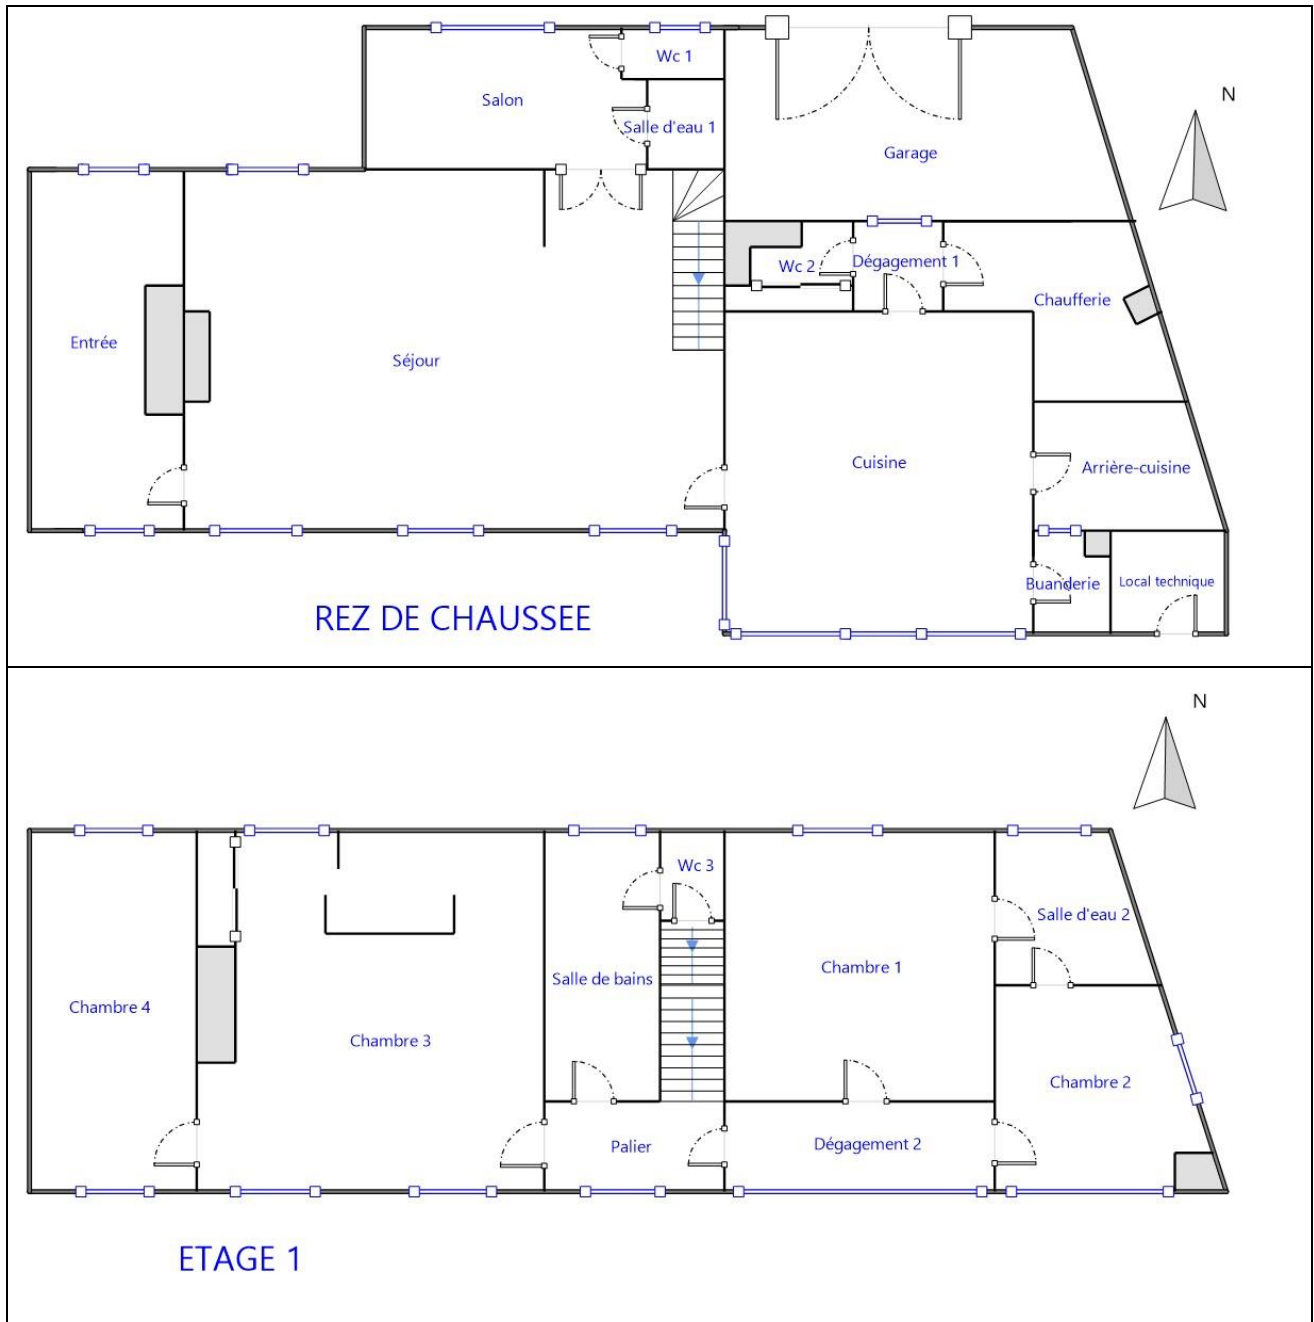 Wc 1
Salon
N
Salle d'eau 1
Garage
Wc 2
Dégagement 1
Chaufferie
Entrée
Séjour
Cuisine
Arrière-cuisine
Buanderie
Local technique
REZ DE CHAUSSEE
N
Wc 3
Salle d'eau 2
Chambre 1
Salle de bains
Chambre 4
Chambre 3
Chambre 2
Palier
Dégagement 2
ETAGE 1